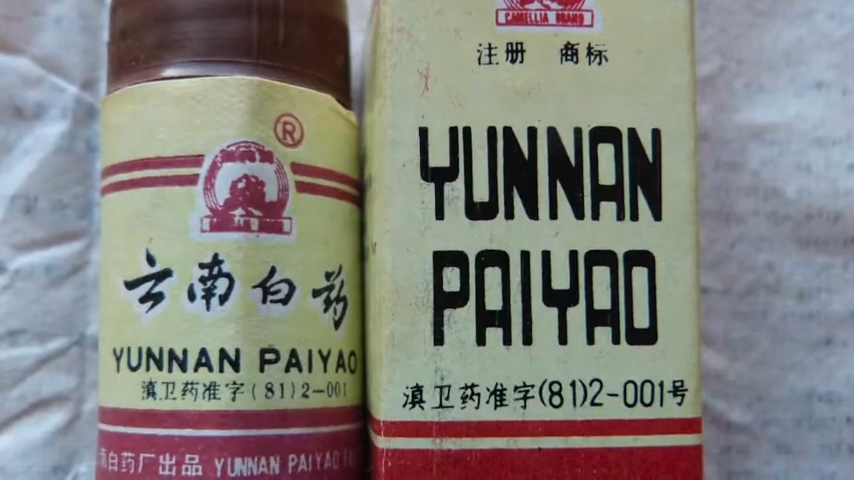 ®
云南白药
YUNNAN PAIYAO
滇卫药准字(81)2-001
南白药厂出品 YUNNAN PAIYAO
CAMELLIA BRAND
注册 商标
YUNNAN
PAIYAO
滇卫药准字(81)2-001号